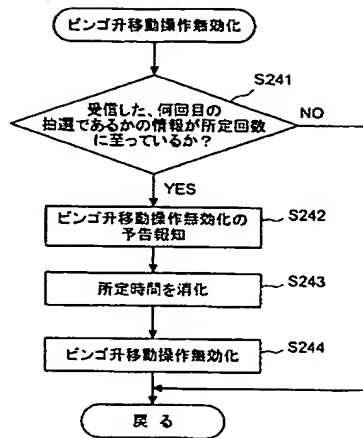 ビンゴ升移動操作無効化
S241
受信した、何回目の
抽選であるかの情報が所定回数
に至っているか？
NO
YES
ビンゴ升移動操作無効化の
予告報知
S242
所定時間を消化
S243
ビンゴ升移動操作無効化
S244
戻る